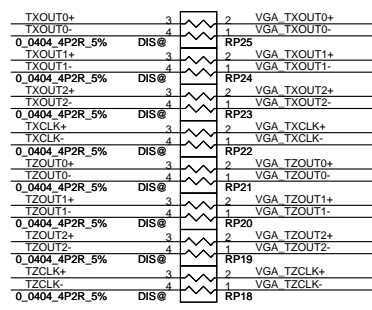 TXOUT0+ 3 2 VGA_TXOUT0+
TXOUT0- 4 1 VGA_TXOUT0-
0_0404_4P2R_5% DIS@ RP25
TXOUT1+ 3 2 VGA_TXOUT1+
TXOUT1- 4 1 VGA_TXOUT1-
0_0404_4P2R_5% DIS@ RP24
TXOUT2+ 3 2 VGA_TXOUT2+
TXOUT2- 4 1 VGA_TXOUT2-
0_0404_4P2R_5% DIS@ RP23
TXCLK+ 3 2 VGA_TXCLK+
TXCLK- 4 1 VGA_TXCLK-
0_0404_4P2R_5% DIS@ RP22
TZOUT0+ 3 2 VGA_TZOUT0+
TZOUT0- 4 1 VGA_TZOUT0-
0_0404_4P2R_5% DIS@ RP21
TZOUT1+ 3 2 VGA_TZOUT1+
TZOUT1- 4 1 VGA_TZOUT1-
0_0404_4P2R_5% DIS@ RP20
TZOUT2+ 3 2 VGA_TZOUT2+
TZOUT2- 4 1 VGA_TZOUT2-
0_0404_4P2R_5% DIS@ RP19
TZCLK+ 3 2 VGA_TZCLK+
TZCLK- 4 1 VGA_TZCLK-
0_0404_4P2R_5% DIS@ RP18